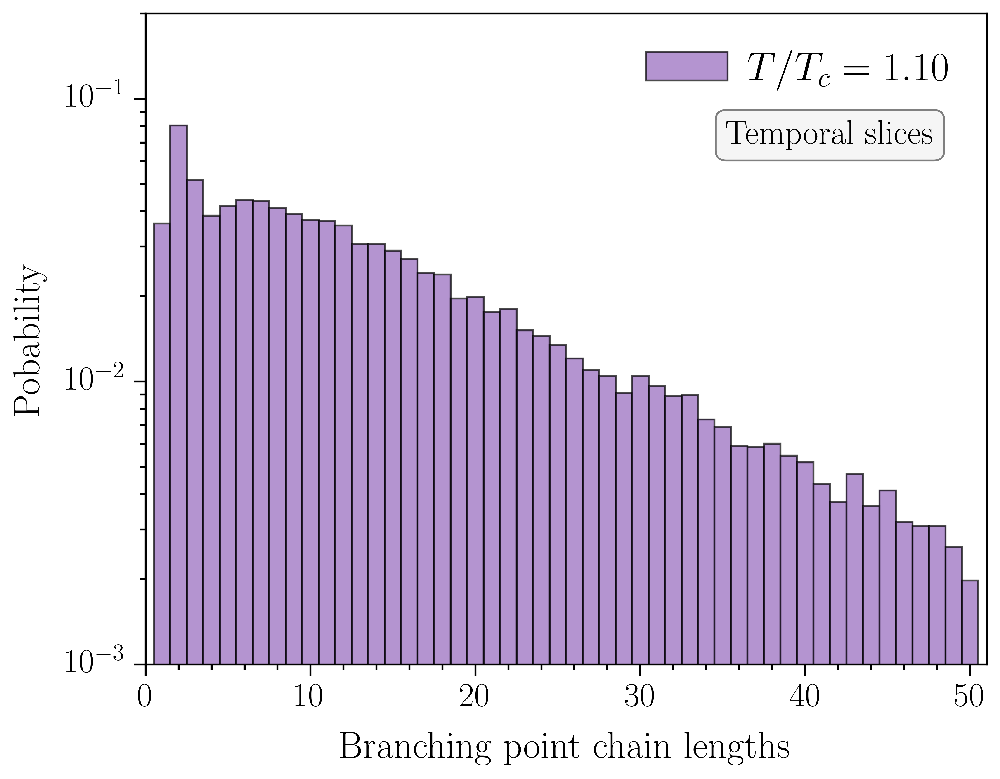 T/T_c = 1.10
Temporal slices
Pobability
10^{-1}
10^{-2}
10^{-3}
0 10 20 30 40 50
Branching point chain lengths